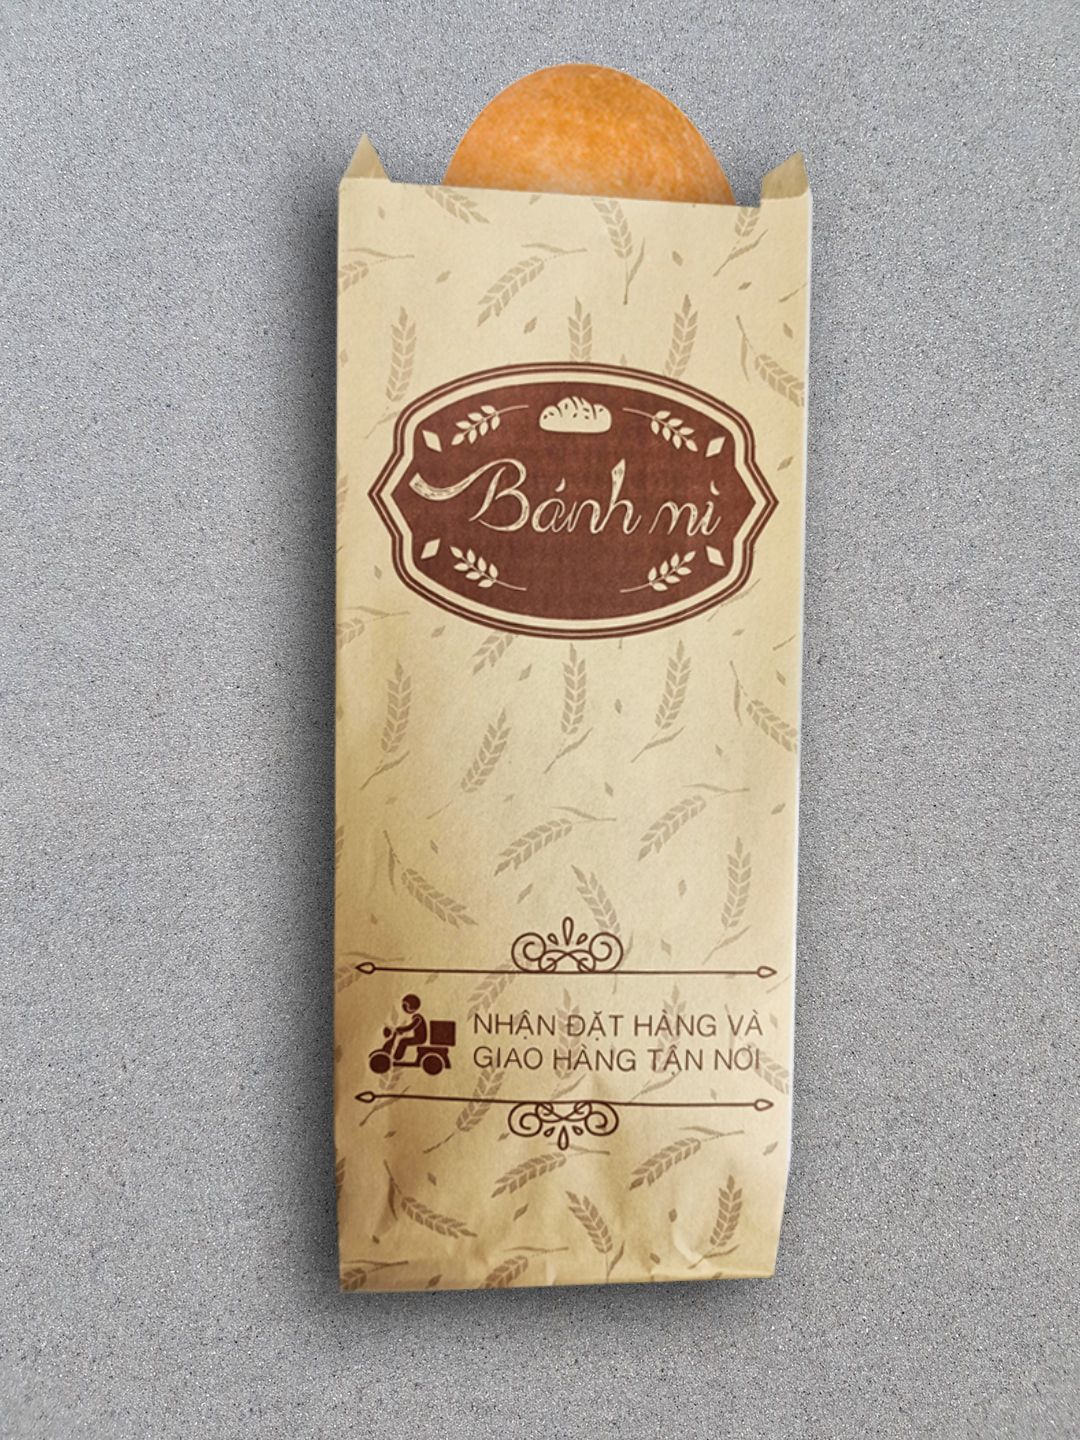 Bánh mì
NHẬN ĐẶT HÀNG VÀ
GIAO HÀNG TẬN NƠI